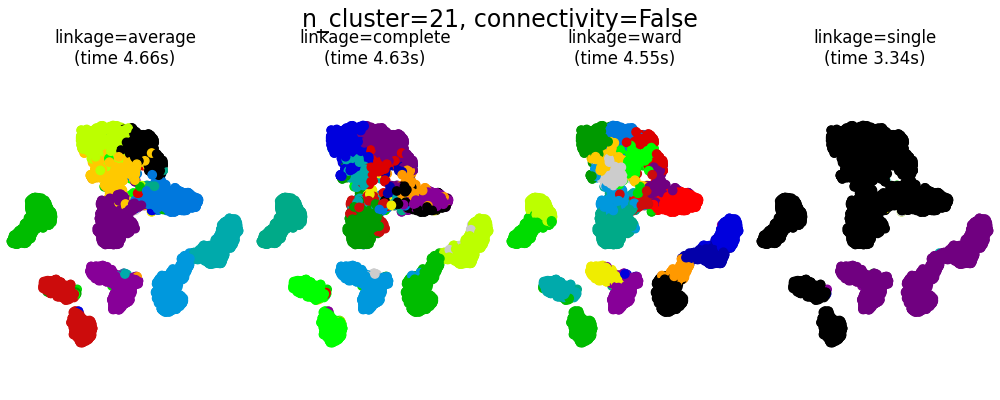 n_cluster=21, connectivity=False
linkage=average
(time 4.66s)
linkage=complete
(time 4.63s)
linkage=ward
(time 4.55s)
linkage=single
(time 3.34s)